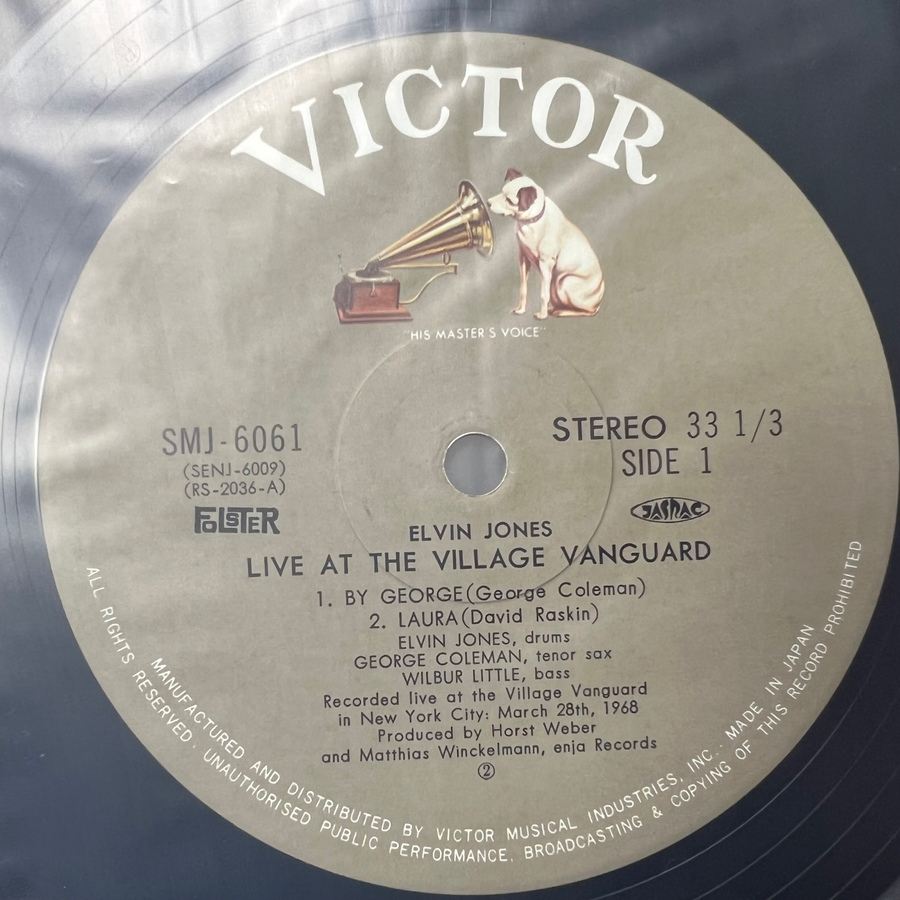 VICTOR
"HIS MASTER'S VOICE"
SMJ-6061
(SENJ-6009)
(RS-2036-A)
FOLSTER
STEREO 33 1/3
SIDE 1
JASRAC
ELVIN JONES
LIVE AT THE VILLAGE VANGUARD
1. BY GEORGE(George Coleman)
2. LAURA(David Raskin)
ELVIN JONES, drums
GEORGE COLEMAN, tenor sax
WILBUR LITTLE, bass
Recorded live at the Village Vanguard
in New York City: March 28th, 1968
Produced by Horst Weber
and Matthias Winckelmann, enja Records
②
MANUFACTURED AND DISTRIBUTED BY VICTOR MUSICAL INDUSTRIES, INC.· MADE IN JAPAN
ALL RIGHTS RESERVED · UNAUTHORISED PUBLIC PERFORMANCE, BROADCASTING & COPYING OF THIS RECORD PROHIBITED